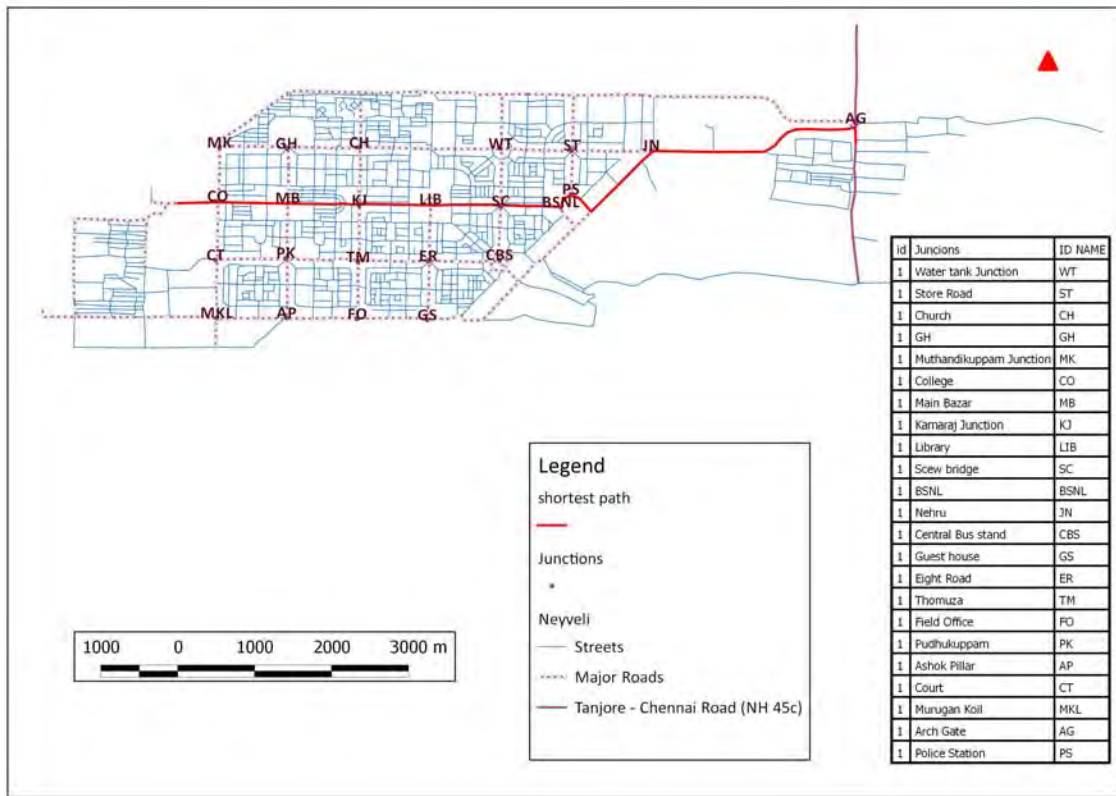 AG
MK GH CH WT ST JN
PS
CO MB KJ LIB SC BSNL
CT PK TM ER CBS
MKL AP FO GS
Legend
shortest path
Junctions
Neyveli
Streets
Major Roads
Tanjore - Chennai Road (NH 45c)
1000 0 1000 2000 3000 m
id Juncions ID NAME
1 Water tank Junction WT
1 Store Road ST
1 Church CH
1 GH GH
1 Muthandikuppam Junction MK
1 College CO
1 Main Bazar MB
1 Kamaraj Junction KJ
1 Library LIB
1 Scew bridge SC
1 BSNL BSNL
1 Nehru JN
1 Central Bus stand CBS
1 Guest house GS
1 Eight Road ER
1 Thomuza TM
1 Field Office FO
1 Pudhukuppam PK
1 Ashok Pillar AP
1 Court CT
1 Murugan Koil MKL
1 Arch Gate AG
1 Police Station PS